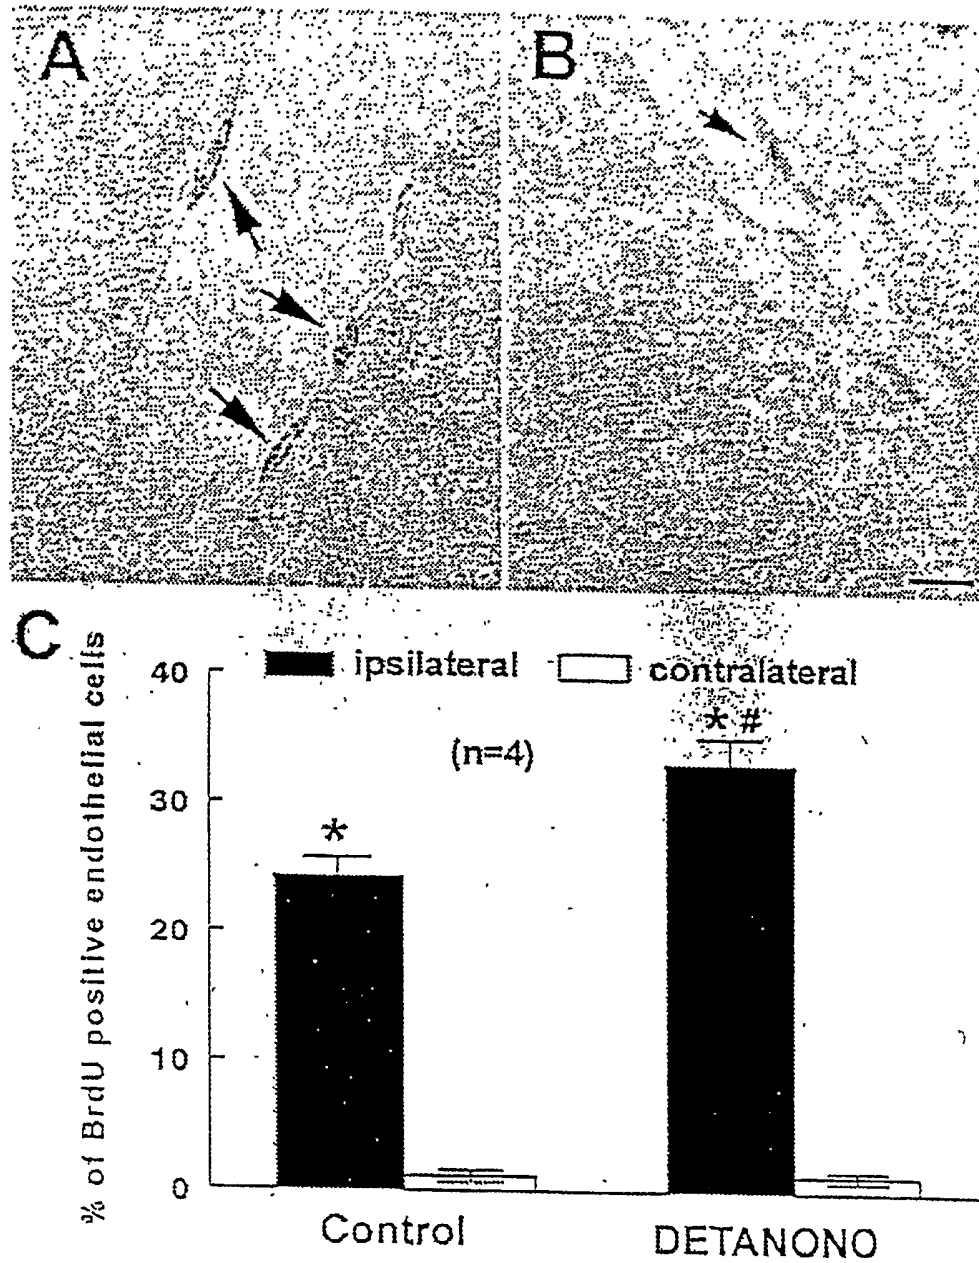 A
B
C
ipsilateral
contralateral
* #
(n=4)
*
% of BrdU positive endothelial cells
40
30
20
10
0
Control
DETANONO